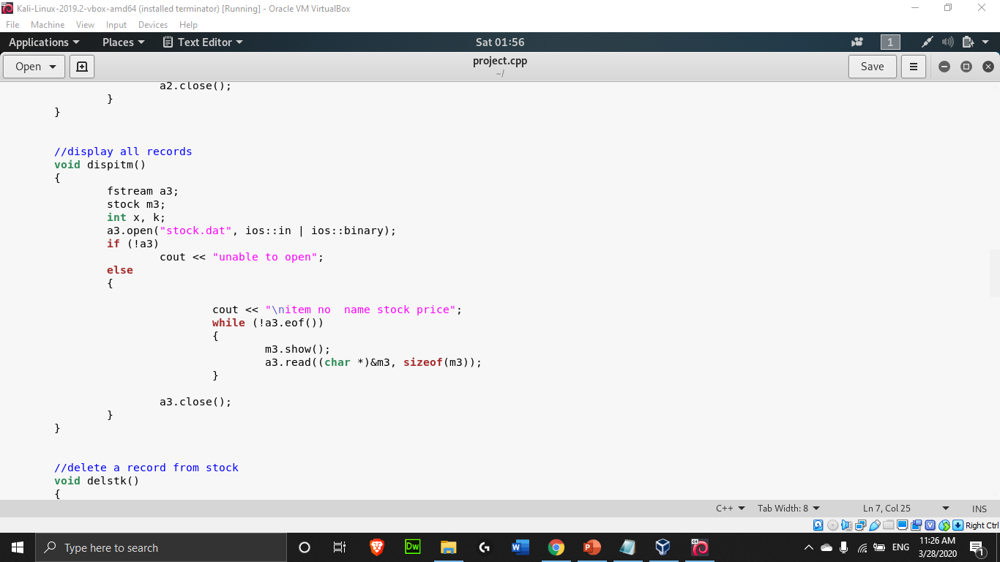 Kali-Linux-2019.2-vbox-amd64 (installed terminator) [Running] - Oracle VM VirtualBox
File Machine View Input Devices Help
Applications Places Text Editor Sat 01:56 1
Open project.cpp Save
~/
a2.close();
}
}
//display all records
void dispitm()
{
fstream a3;
stock m3;
int x, k;
a3.open("stock.dat", ios::in | ios::binary);
if (!a3)
cout << "unable to open";
else
{
cout << "\nitem no  name stock price";
while (!a3.eof())
{
m3.show();
a3.read((char *)&m3, sizeof(m3));
}
a3.close();
}
}
//delete a record from stock
void delstk()
{
C++ Tab Width: 8 Ln 7, Col 25 INS
Right Ctrl
Type here to search
Dw
ENG
11:26 AM
3/28/2020
1